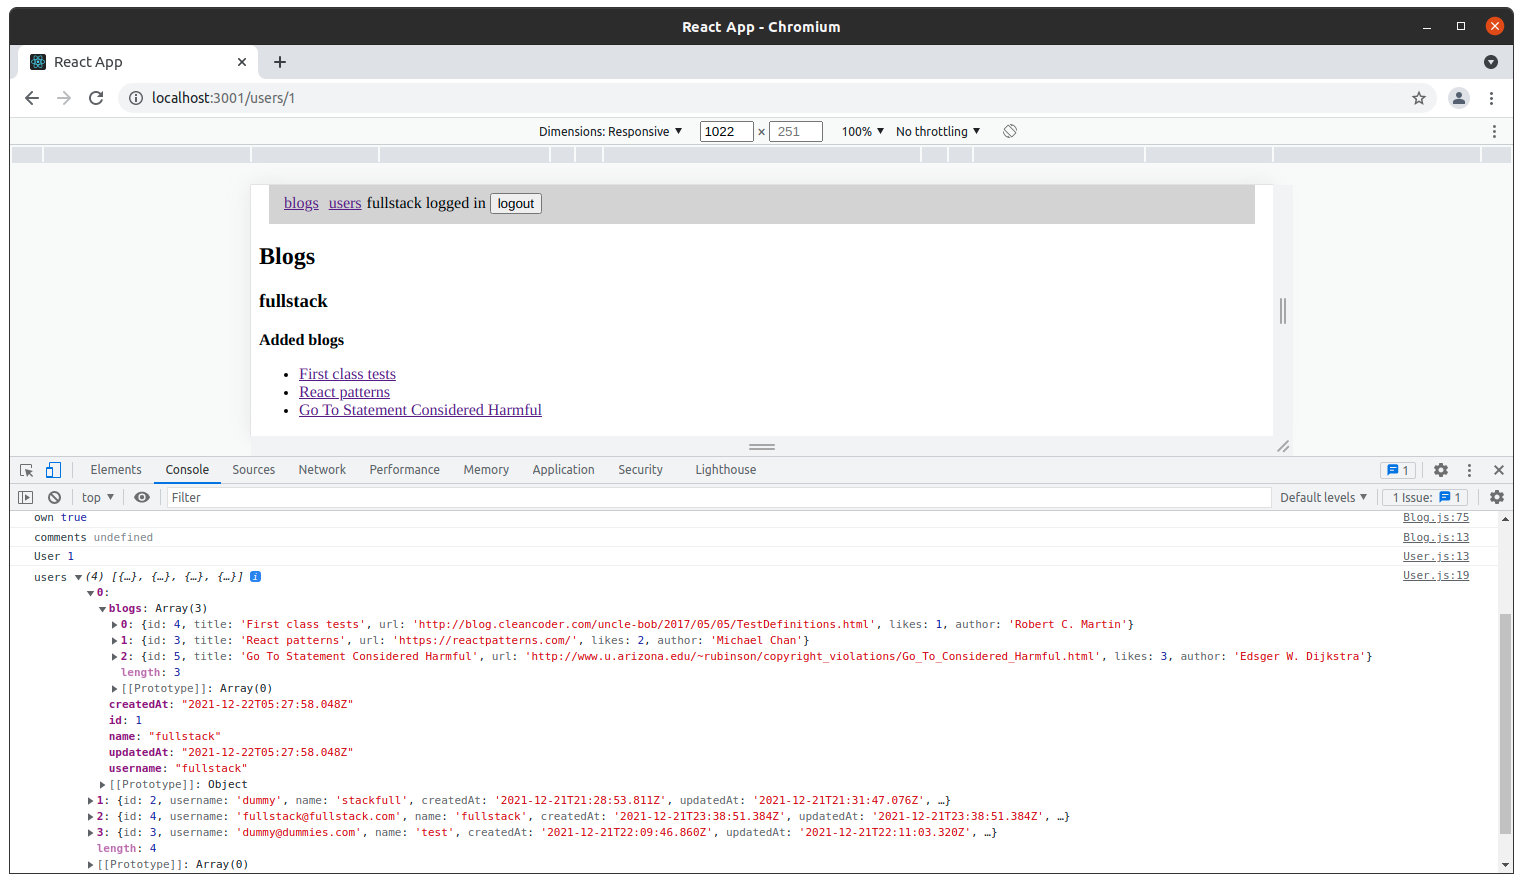 React App - Chromium
React App
localhost:3001/users/1
Dimensions: Responsive ▼ 1022 × 251 100% ▼ No throttling ▼
blogs users fullstack logged in logout
Blogs
fullstack
Added blogs
• First class tests
• React patterns
• Go To Statement Considered Harmful
Elements Console Sources Network Performance Memory Application Security Lighthouse 1
top ▼ Filter Default levels ▼ 1 Issue: 1
own true Blog.js:75
comments undefined Blog.js:13
User 1 User.js:13
users ▼(4) [{…}, {…}, {…}, {…}] i User.js:19
▼0:
▼blogs: Array(3)
▶0: {id: 4, title: 'First class tests', url: 'http://blog.cleancoder.com/uncle-bob/2017/05/05/TestDefinitions.html', likes: 1, author: 'Robert C. Martin'}
▶1: {id: 3, title: 'React patterns', url: 'https://reactpatterns.com/', likes: 2, author: 'Michael Chan'}
▶2: {id: 5, title: 'Go To Statement Considered Harmful', url: 'http://www.u.arizona.edu/~rubinson/copyright_violations/Go_To_Considered_Harmful.html', likes: 3, author: 'Edsger W. Dijkstra'}
length: 3
▶[[Prototype]]: Array(0)
createdAt: "2021-12-22T05:27:58.048Z"
id: 1
name: "fullstack"
updatedAt: "2021-12-22T05:27:58.048Z"
username: "fullstack"
▶[[Prototype]]: Object
▶1: {id: 2, username: 'dummy', name: 'stackfull', createdAt: '2021-12-21T21:28:53.811Z', updatedAt: '2021-12-21T21:31:47.076Z', …}
▶2: {id: 4, username: 'fullstack@fullstack.com', name: 'fullstack', createdAt: '2021-12-21T23:38:51.384Z', updatedAt: '2021-12-21T23:38:51.384Z', …}
▶3: {id: 3, username: 'dummy@dummies.com', name: 'test', createdAt: '2021-12-21T22:09:46.860Z', updatedAt: '2021-12-21T22:11:03.320Z', …}
length: 4
▶[[Prototype]]: Array(0)